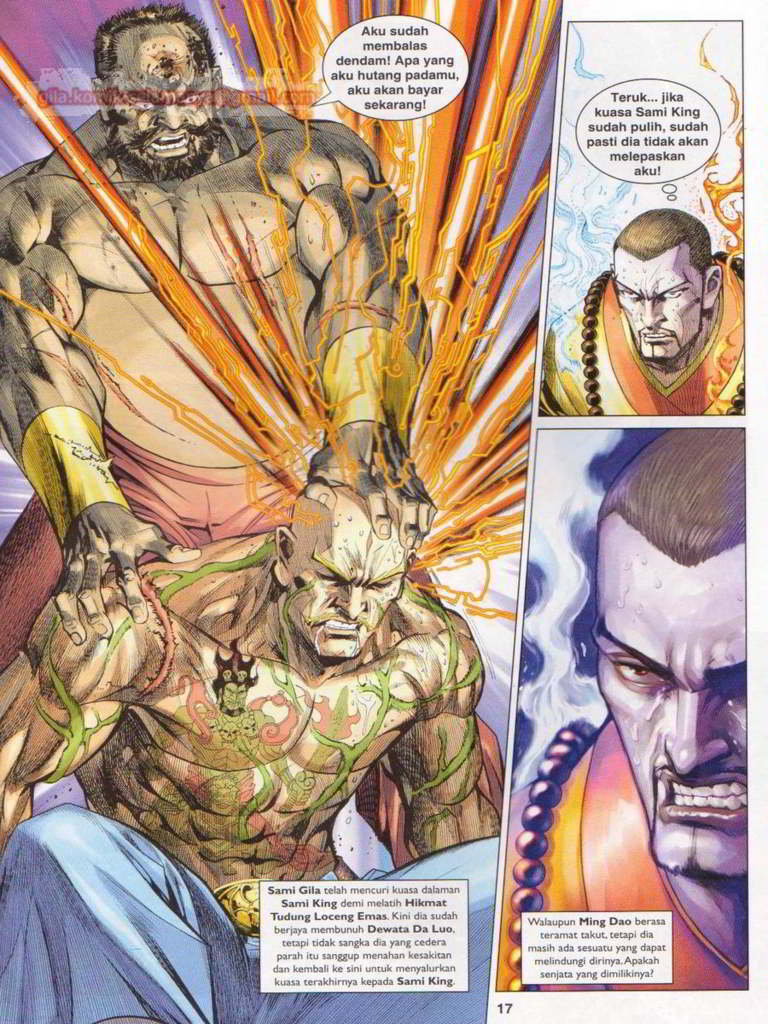 Aku sudah
membalas
dendam! Apa yang
aku hutang padamu,
aku akan bayar
sekarang!
Teruk... jika
kuasa Sami King
sudah pulih, sudah
pasti dia tidak akan
melepaskan
aku!
Sami Gila telah mencuri kuasa dalaman
Sami King demi melatih Hikmat
Tudung Loceng Emas. Kini dia sudah
berjaya membunuh Dewata Da Luo,
tetapi tidak sangka dia yang cedera
parah itu sanggup menahan kesakitan
dan kembali ke sini untuk menyalurkan
kuasa terakhirnya kepada Sami King.
Walaupun Ming Dao berasa
teramat takut, tetapi dia
masih ada sesuatu yang dapat
melindungi dirinya. Apakah
senjata yang dimilikinya?
17